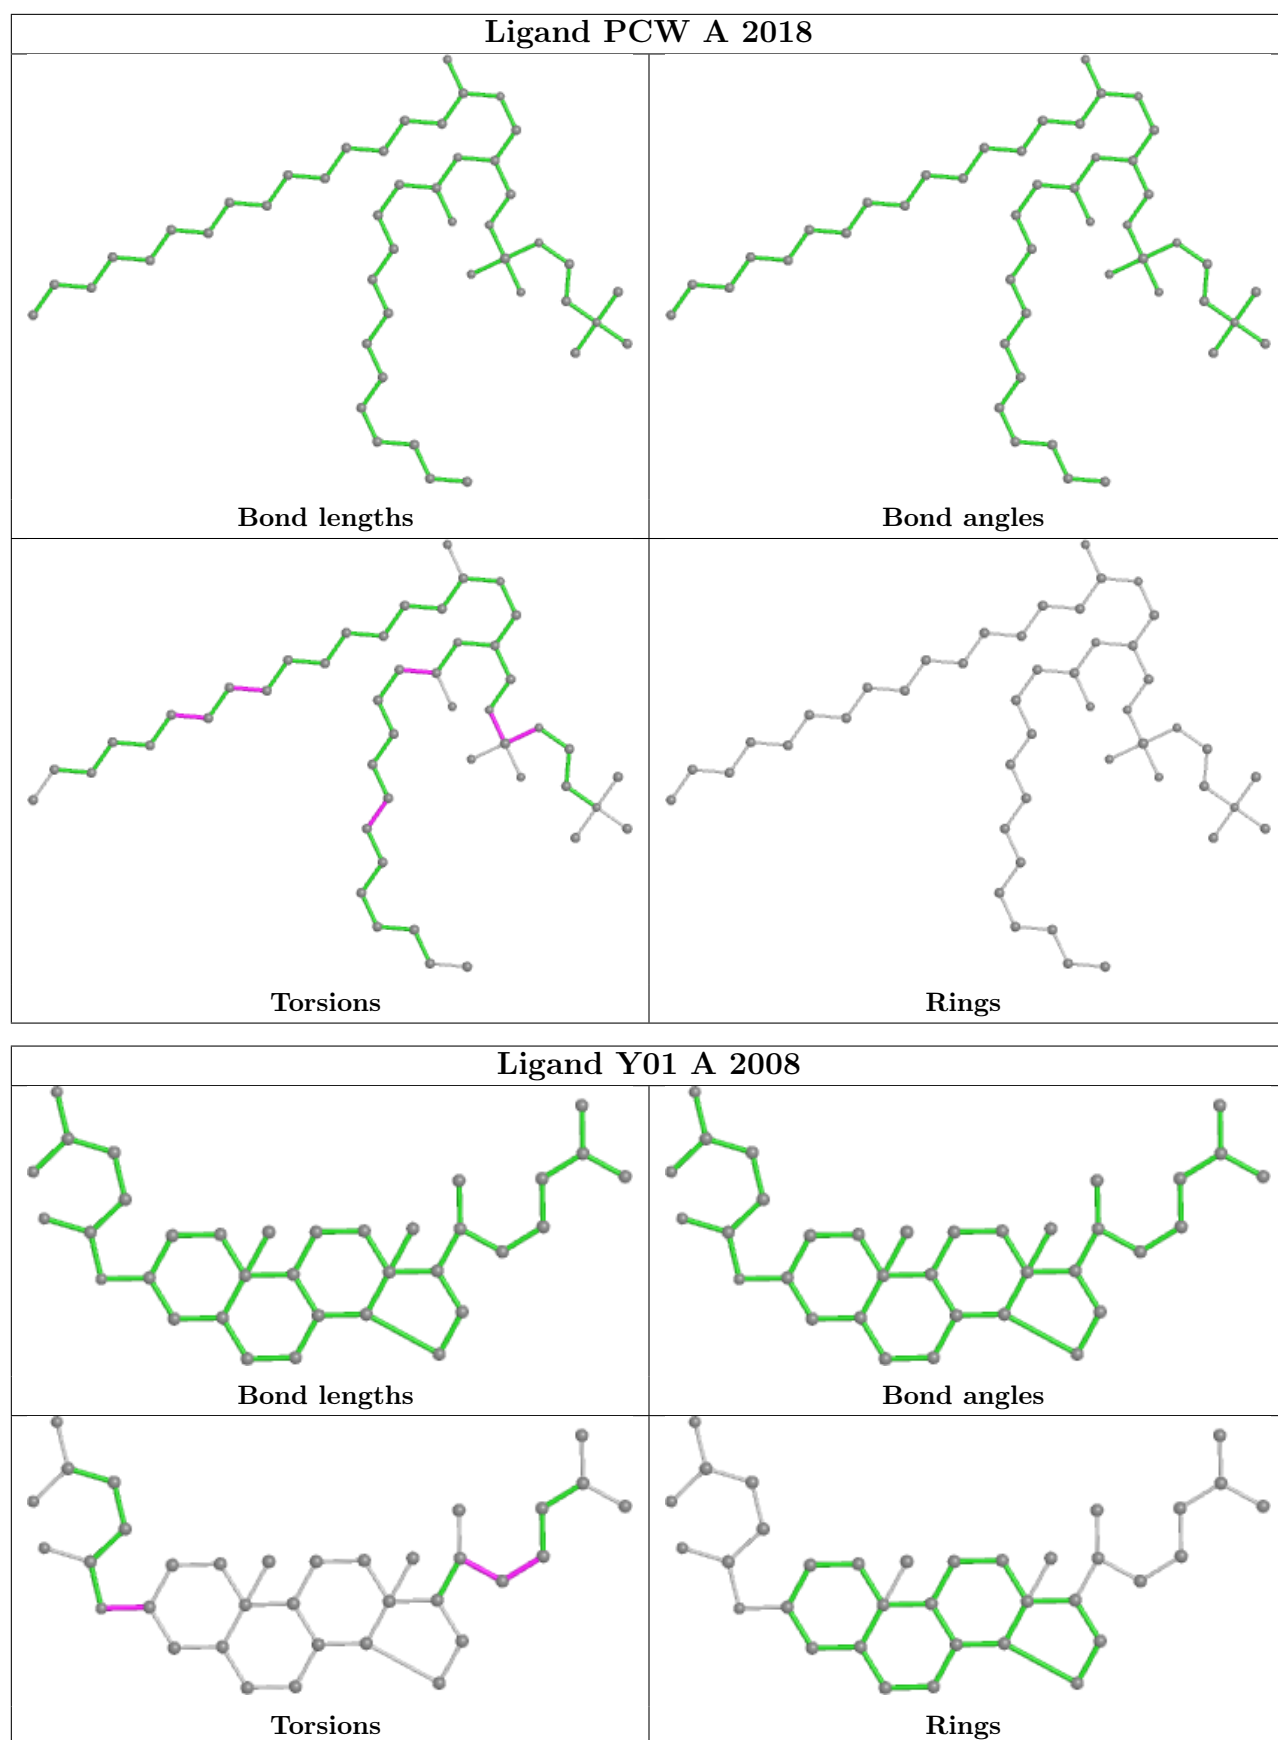 Ligand PCW A 2018
Bond lengths
Bond angles
Torsions
Rings
Ligand Y01 A 2008
Bond lengths
Bond angles
Torsions
Rings